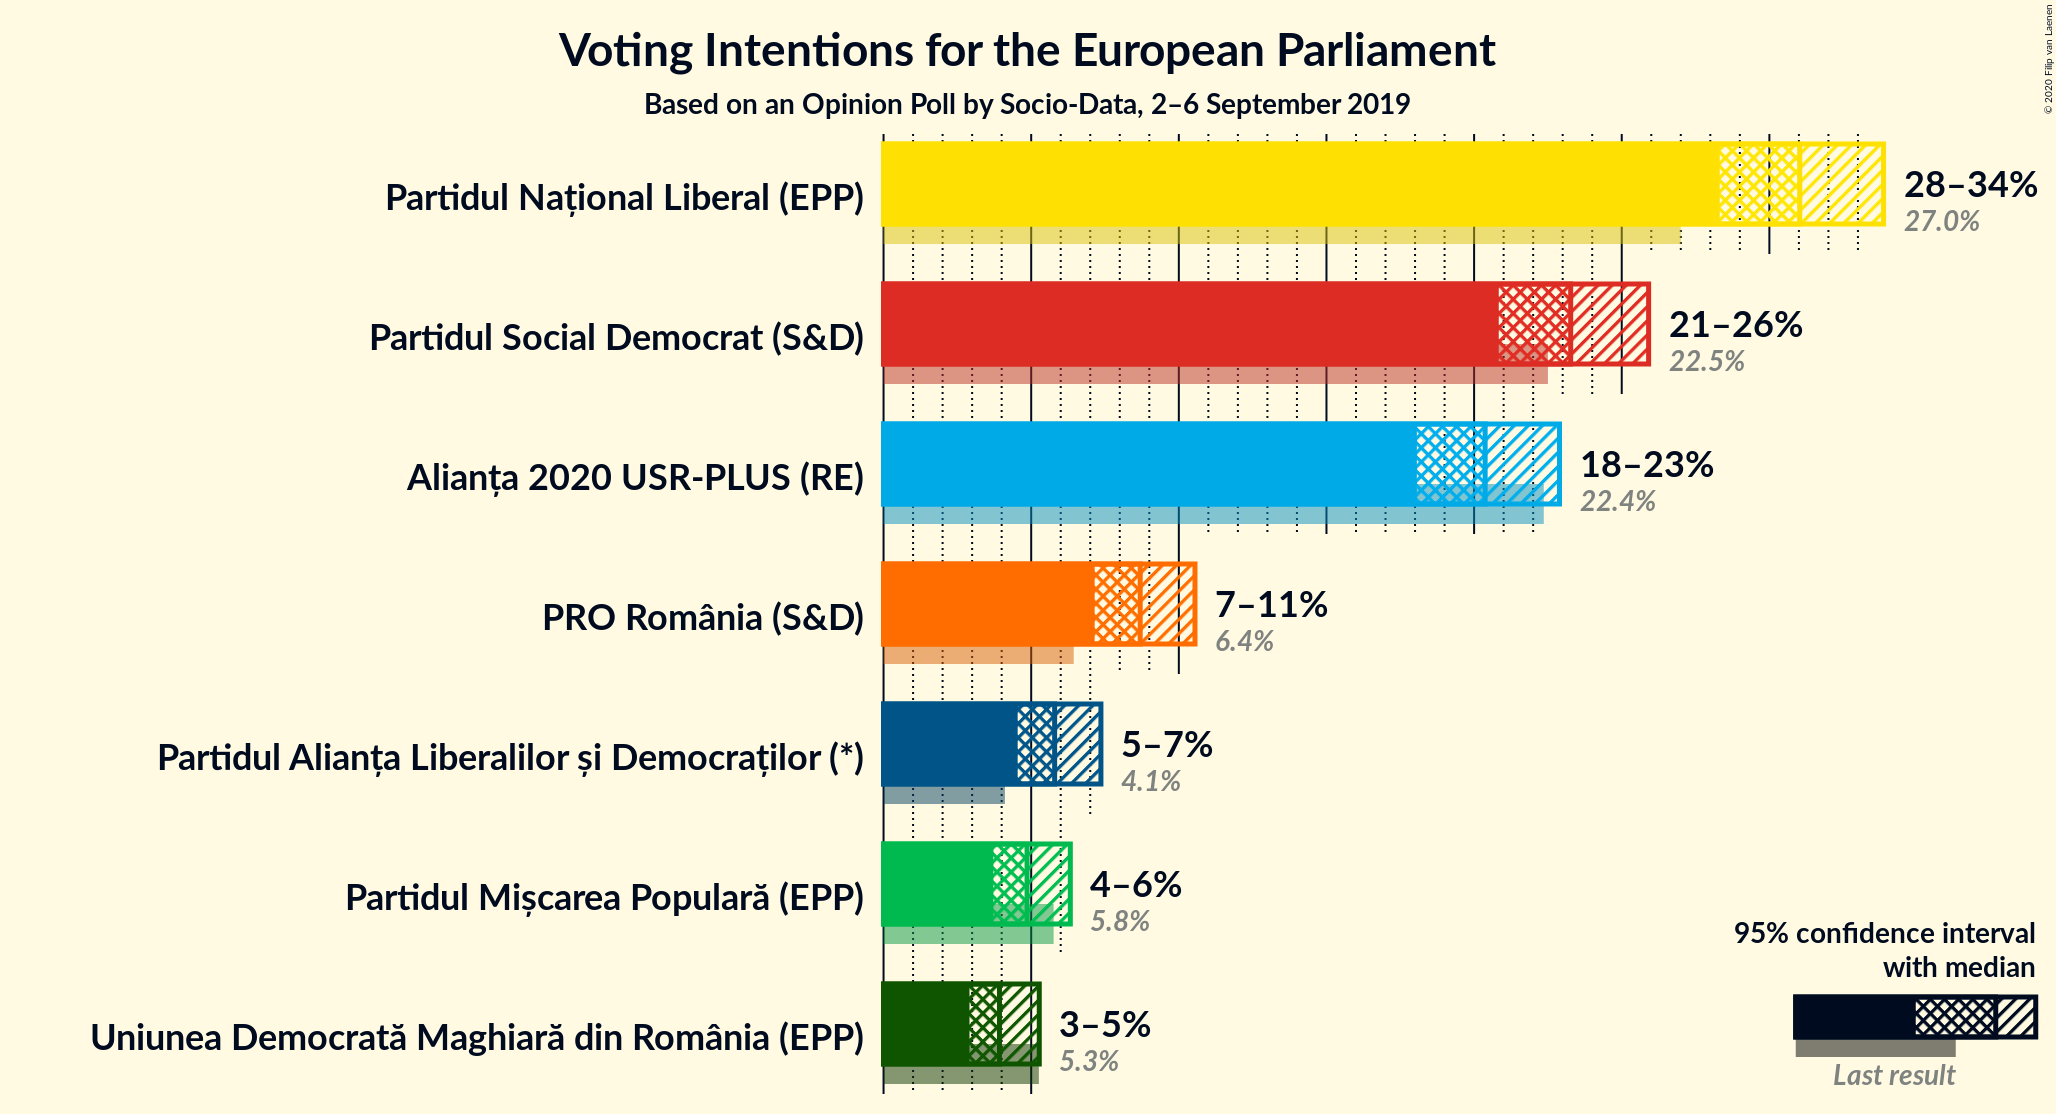 Voting Intentions for the European Parliament
Based on an Opinion Poll by Socio-Data, 2–6 September 2019
© 2020 Filip van Laenen
Partidul Național Liberal (EPP)
28–34%
27.0%
Partidul Social Democrat (S&D)
21–26%
22.5%
Alianța 2020 USR-PLUS (RE)
18–23%
22.4%
PRO România (S&D)
7–11%
6.4%
Partidul Alianța Liberalilor și Democraților (*)
5–7%
4.1%
Partidul Mișcarea Populară (EPP)
4–6%
5.8%
Uniunea Democrată Maghiară din România (EPP)
3–5%
5.3%
95% confidence interval
with median
Last result